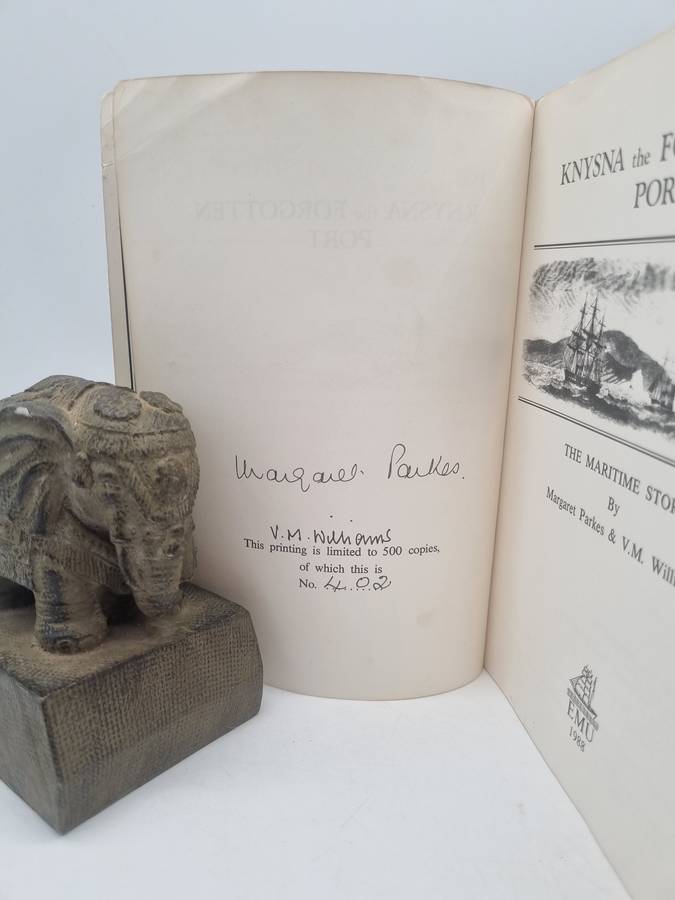 Margaret Parkes.
V.M. Williams
This printing is limited to 500 copies,
of which this is
No. 402
KNYSNA the FO
POR
THE MARITIME STOR
By
Margaret Parkes & V.M. Willi
EMU
1988
KNYSNA the FORGOTTEN
PORT